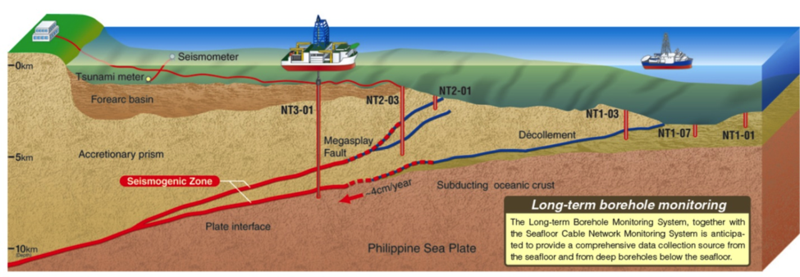 Seismometer
0km
Tsunami meter
Forearc basin
NT2-01
NT2-03
NT3-01
NT1-03
NT1-07
NT1-01
Megasplay
Fault
Décollement
Accretionary prism
5km
Seismogenic Zone
~4cm/year
Subducting oceanic crust
Plate interface
Philippine Sea Plate
10km
(Depth)
Long-term borehole monitoring
The Long-term Borehole Monitoring System, together with
the Seafloor Cable Network Monitoring System is anticipa-
ted to provide a comprehensive data collection source from
the seafloor and from deep boreholes below the seafloor.